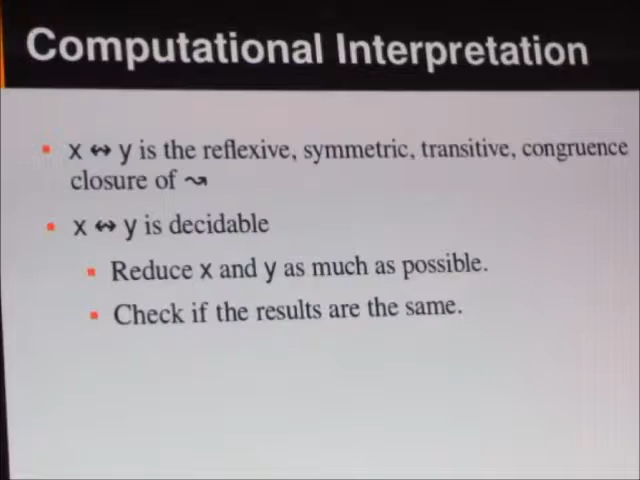 Computational Interpretation
x ↔ y is the reflexive, symmetric, transitive, congruence
closure of ↝
x ↔ y is decidable
Reduce x and y as much as possible.
Check if the results are the same.